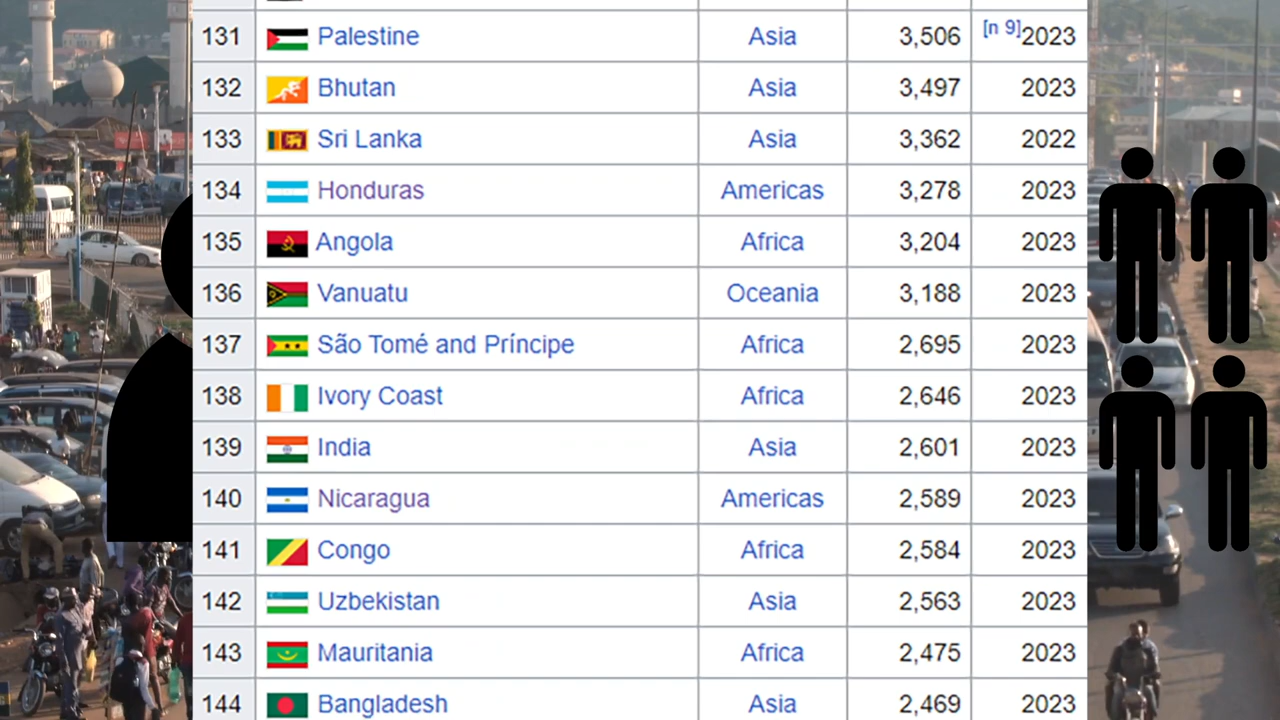 131 Palestine Asia 3,506 [n 9]2023
132 Bhutan Asia 3,497 2023
133 Sri Lanka Asia 3,362 2022
134 Honduras Americas 3,278 2023
135 Angola Africa 3,204 2023
136 Vanuatu Oceania 3,188 2023
137 São Tomé and Príncipe Africa 2,695 2023
138 Ivory Coast Africa 2,646 2023
139 India Asia 2,601 2023
140 Nicaragua Americas 2,589 2023
141 Congo Africa 2,584 2023
142 Uzbekistan Asia 2,563 2023
143 Mauritania Africa 2,475 2023
144 Bangladesh Asia 2,469 2023